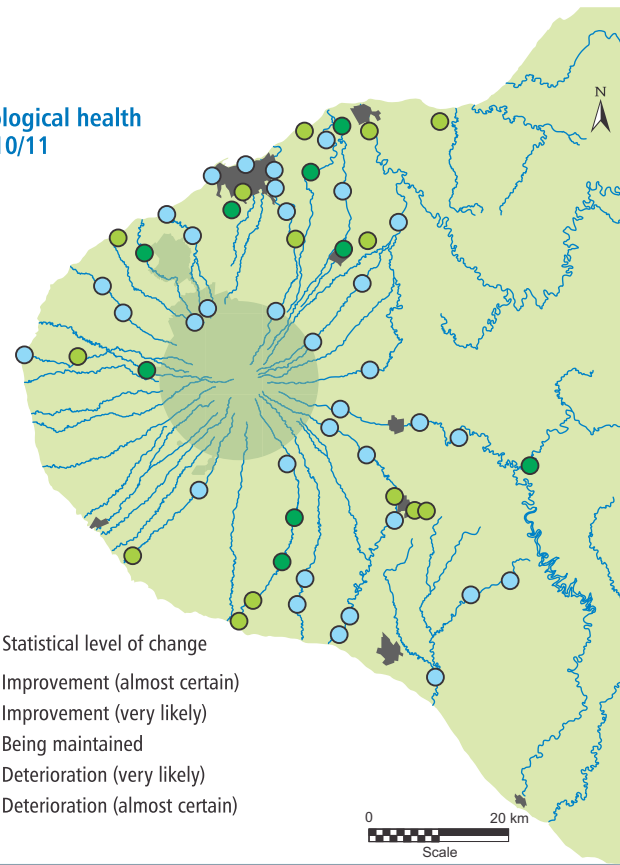 ological health
10/11
N
Statistical level of change
Improvement (almost certain)
Improvement (very likely)
Being maintained
Deterioration (very likely)
Deterioration (almost certain)
0 20 km
Scale